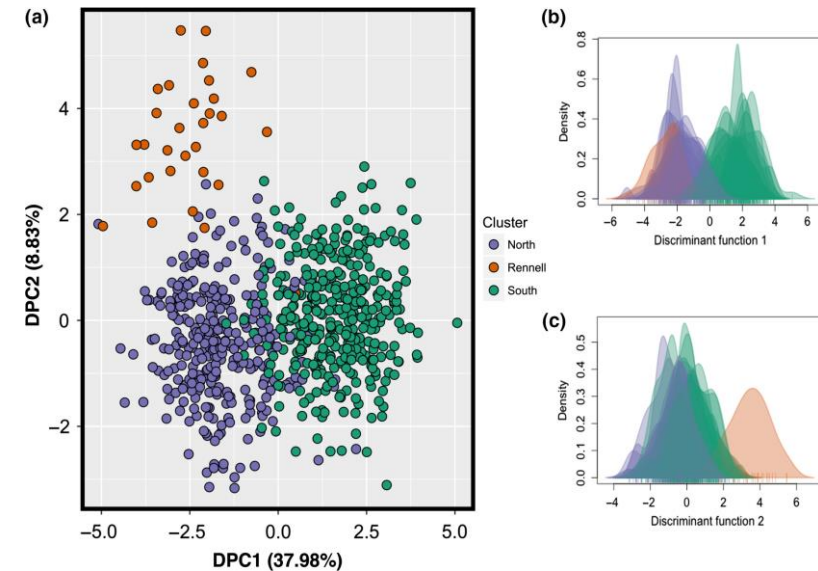 (a)
4
2
0
−2
−5.0
−2.5
0.0
2.5
5.0
DPC1 (37.98%)
DPC2 (8.83%)
Cluster
North
Rennell
South
(b)
0.8
0.6
0.4
0.2
0.0
Density
−6
−4
−2
0
2
4
6
Discriminant function 1
(c)
0.5
0.4
0.3
0.2
0.1
0.0
Density
−4
−2
0
2
4
6
Discriminant function 2